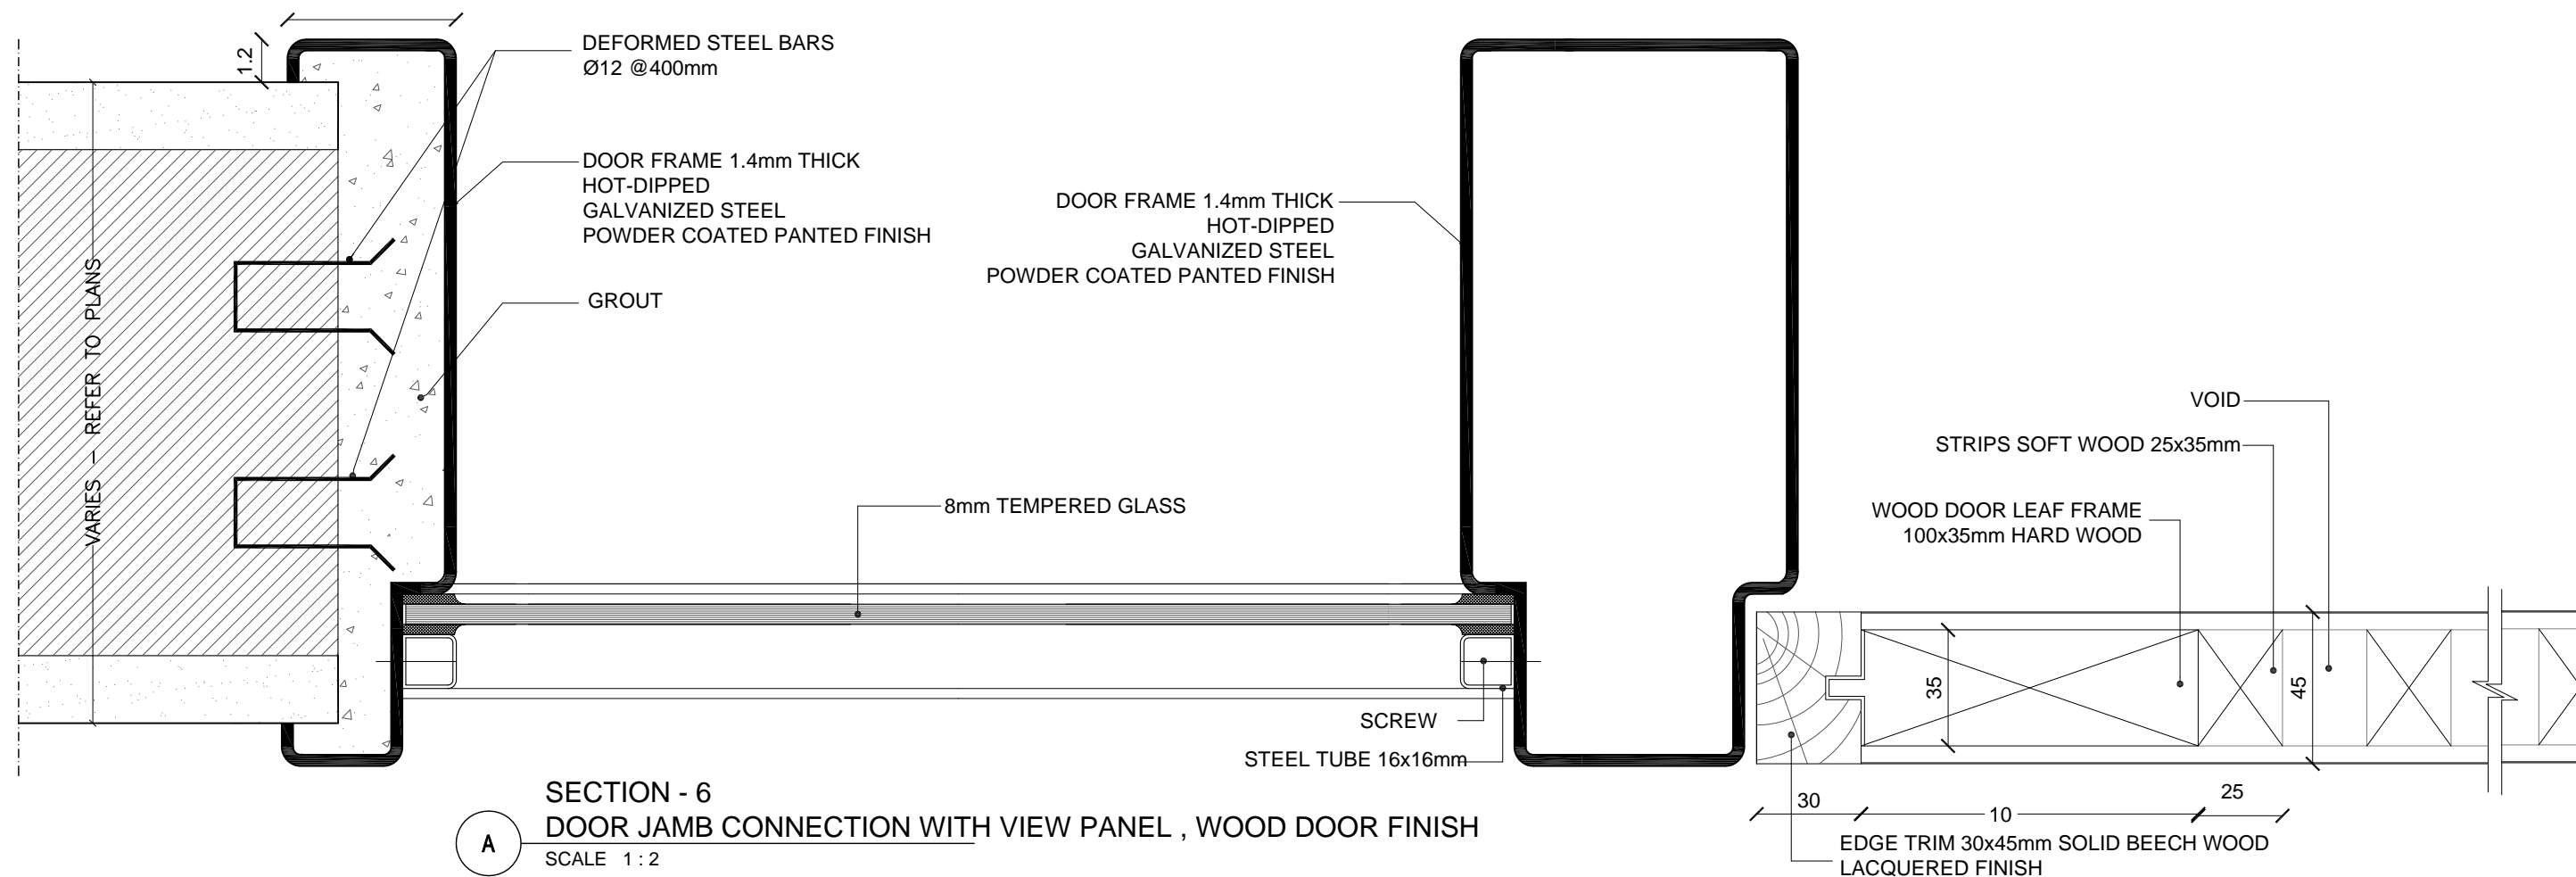 1.2
DEFORMED STEEL BARS
Ø12 @400mm
DOOR FRAME 1.4mm THICK
HOT-DIPPED
GALVANIZED STEEL
POWDER COATED PANTED FINISH
GROUT
VARIES - REFER TO PLANS
DOOR FRAME 1.4mm THICK
HOT-DIPPED
GALVANIZED STEEL
POWDER COATED PANTED FINISH
8mm TEMPERED GLASS
VOID
STRIPS SOFT WOOD 25x35mm
WOOD DOOR LEAF FRAME
100x35mm HARD WOOD
35
45
SCREW
STEEL TUBE 16x16mm
30
10
25
EDGE TRIM 30x45mm SOLID BEECH WOOD
LACQUERED FINISH
SECTION - 6
A
DOOR JAMB CONNECTION WITH VIEW PANEL , WOOD DOOR FINISH
SCALE 1 : 2